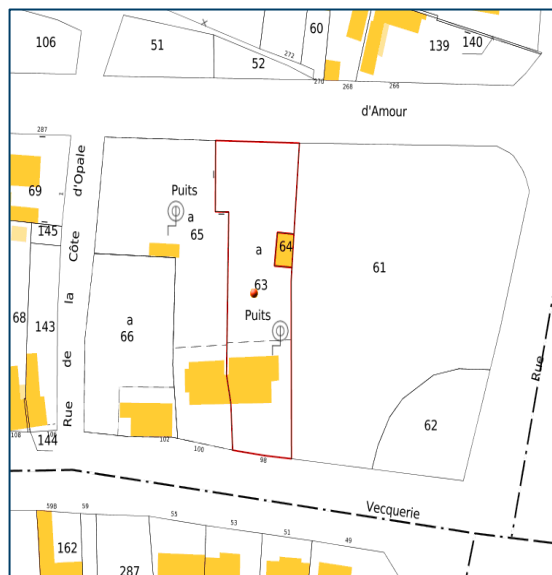 60
106
51
52
272
139
140
270
268
266
d'Amour
287
69
145
d'Opale
Côte
la
de
Rue
Puits
a
65
a
64
61
63
Puits
68
143
a
66
62
Rue
108
144
102
100
98
Vecquerie
59B
59
55
53
51
49
162
287